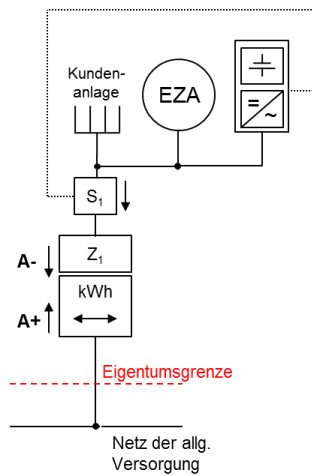 Kunden-
anlage
EZA
=
~
S1
A-
Z1
A+
kWh
Eigentumsgrenze
Netz der allg.
Versorgung